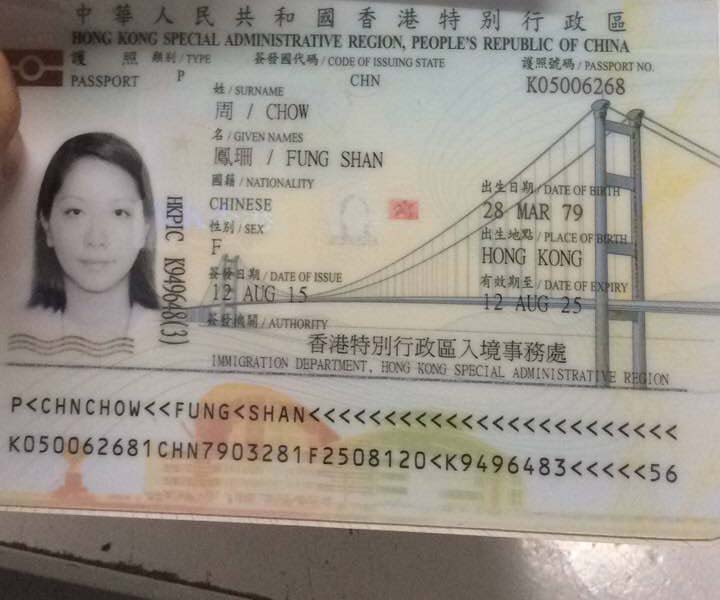 中華人民共和國香港特別行政區
HONG KONG SPECIAL ADMINISTRATIVE REGION, PEOPLE'S REPUBLIC OF CHINA
護照 類別 / TYPE 簽發國代碼 / CODE OF ISSUING STATE 護照號碼 / PASSPORT NO.
PASSPORT P CHN K05006268
姓 / SURNAME
周 / CHOW
名 / GIVEN NAMES
鳳珊 / FUNG SHAN
國籍 / NATIONALITY 出生日期 / DATE OF BIRTH
CHINESE 28 MAR 79
性別 / SEX 出生地點 / PLACE OF BIRTH
F HONG KONG
簽發日期 / DATE OF ISSUE 有效期至 / DATE OF EXPIRY
12 AUG 15 12 AUG 25
簽發機關 / AUTHORITY
香港特別行政區入境事務處
IMMIGRATION DEPARTMENT, HONG KONG SPECIAL ADMINISTRATIVE REGION
HKPIC K949648(3)
P<CHNCHOW<<FUNG<SHAN<<<<<<<<<<<<<<<<<<<<<<<<
K050062681CHN7903281F2508120<K9496483<<<<<56